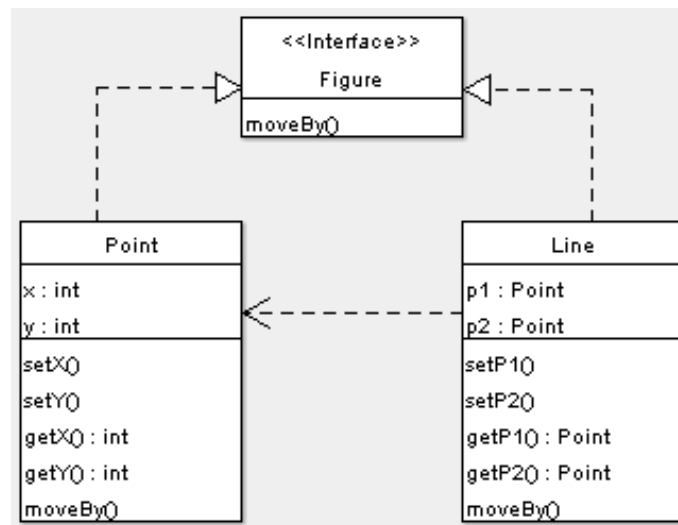 <<Interface>>
Figure
moveBy()
Point
x : int
y : int
setX()
setY()
getX() : int
getY() : int
moveBy()
Line
p1 : Point
p2 : Point
setP1()
setP2()
getP1() : Point
getP2() : Point
moveBy()